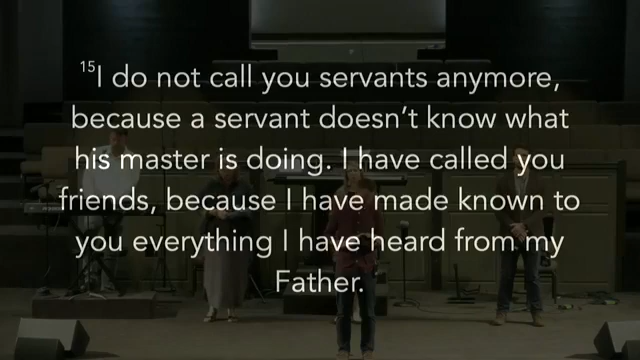 ¹⁵I do not call you servants anymore,
because a servant doesn’t know what
his master is doing. I have called you
friends, because I have made known to
you everything I have heard from my
Father.